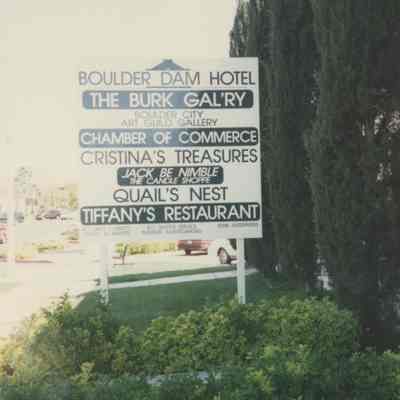 BOULDER DAM HOTEL
THE BURK GAL'RY
BOULDER CITY
ART GUILD GALLERY
CHAMBER OF COMMERCE
CRISTINA'S TREASURES
JACK BE NIMBLE
THE CANDLE SHOPPE
QUAIL'S NEST
TIFFANY'S RESTAURANT